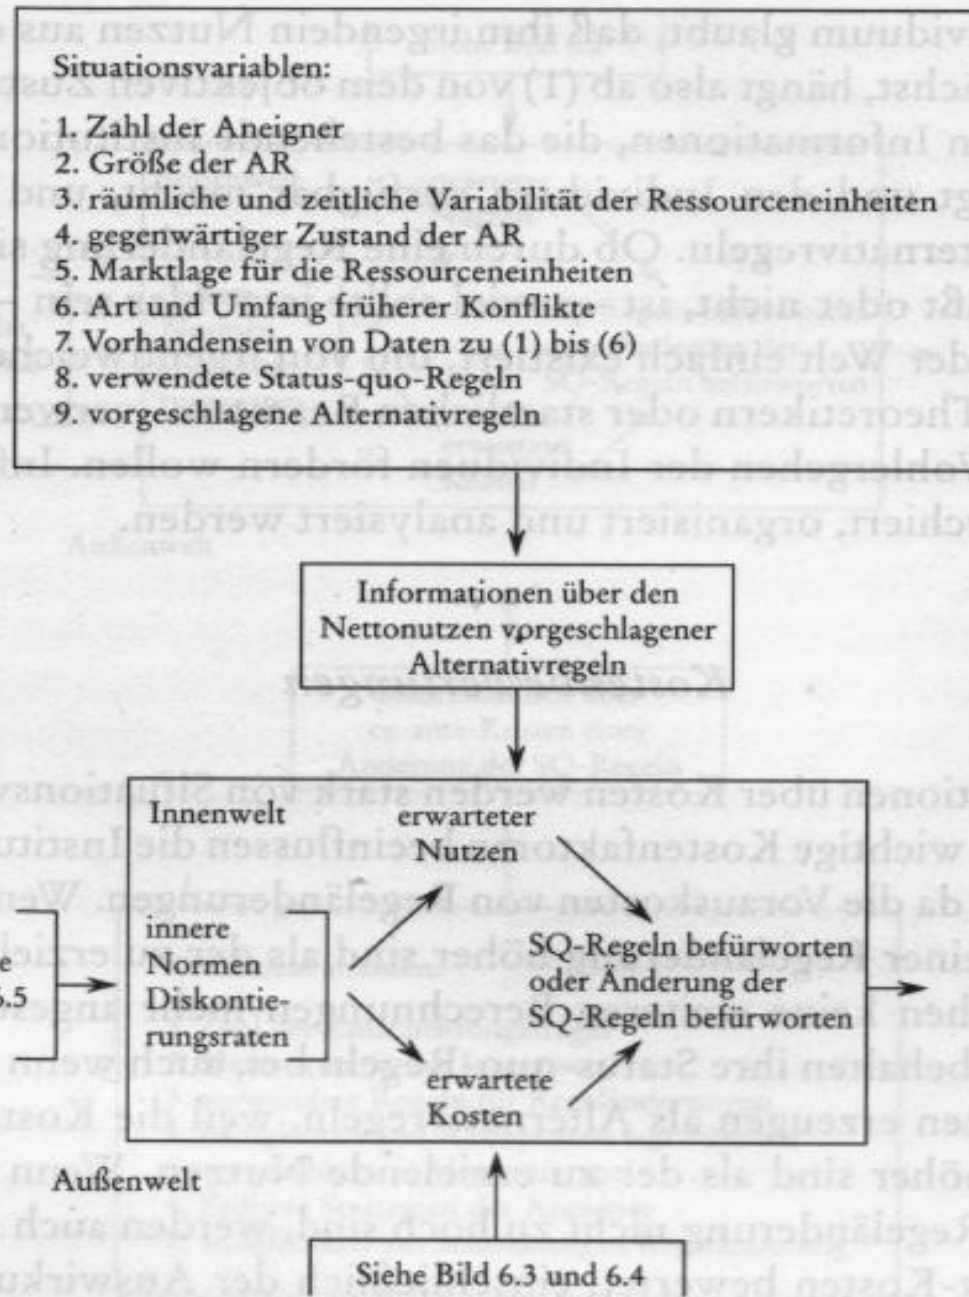 Situationsvariablen:
1. Zahl der Aneigner
2. Größe der AR
3. räumliche und zeitliche Variabilität der Ressourceneinheiten
4. gegenwärtiger Zustand der AR
5. Marktlage für die Ressourceneinheiten
6. Art und Umfang früherer Konflikte
7. Vorhandensein von Daten zu (1) bis (6)
8. verwendete Status-quo-Regeln
9. vorgeschlagene Alternativregeln
Informationen über den
Nettonutzen vorgeschlagener
Alternativregeln
Innenwelt
erwarteter
Nutzen
e
6.5
innere
Normen
Diskontie-
rungsraten
SQ-Regeln befürworten
oder Änderung der
SQ-Regeln befürworten
erwartete
Kosten
Außenwelt
Siehe Bild 6.3 und 6.4